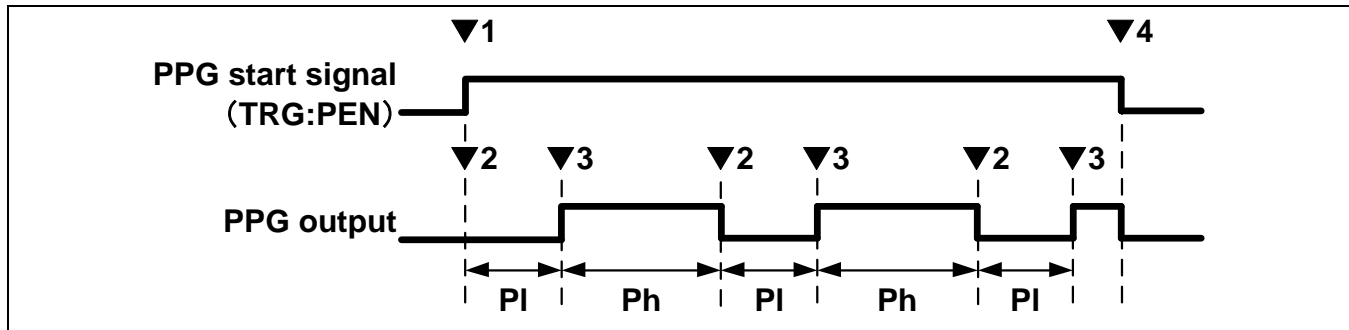 ▼1 ▼4
PPG start signal
（TRG:PEN）
▼2 ▼3 ▼2 ▼3 ▼2 ▼3
PPG output
Pl Ph Pl Ph Pl